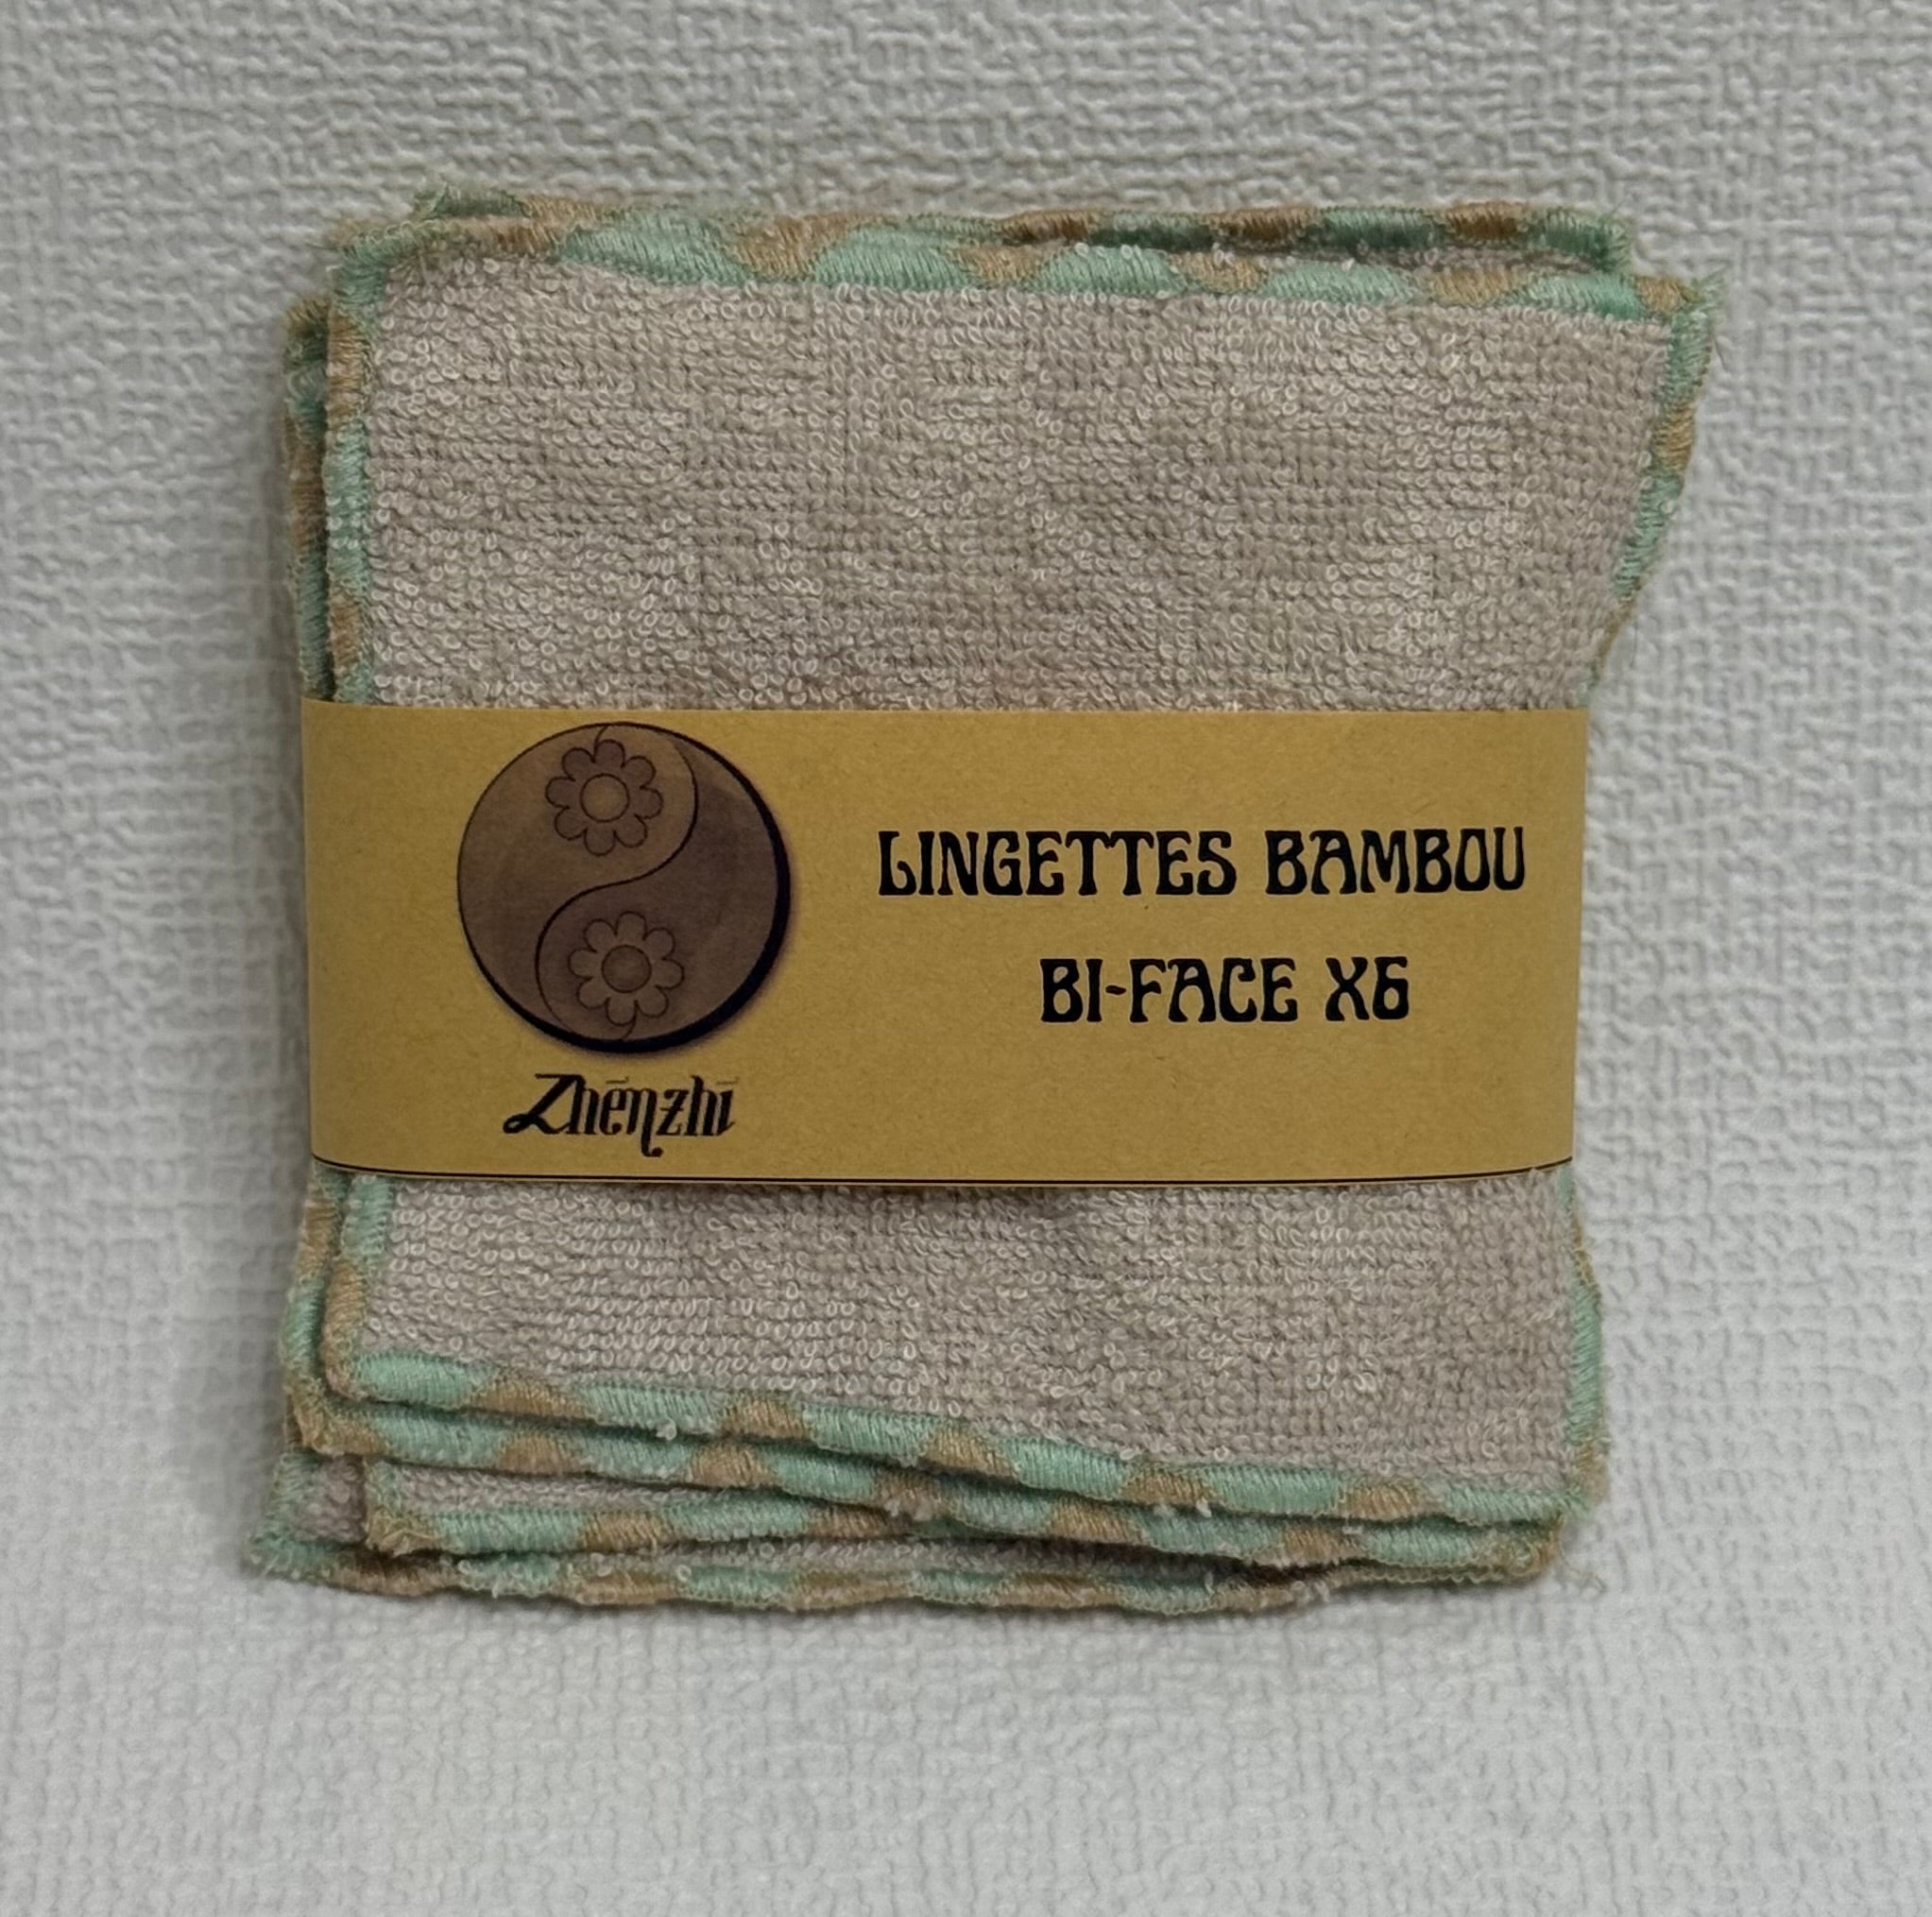 LINGETTES BAMBOU
BI-FACE X6
Zhēnzhī